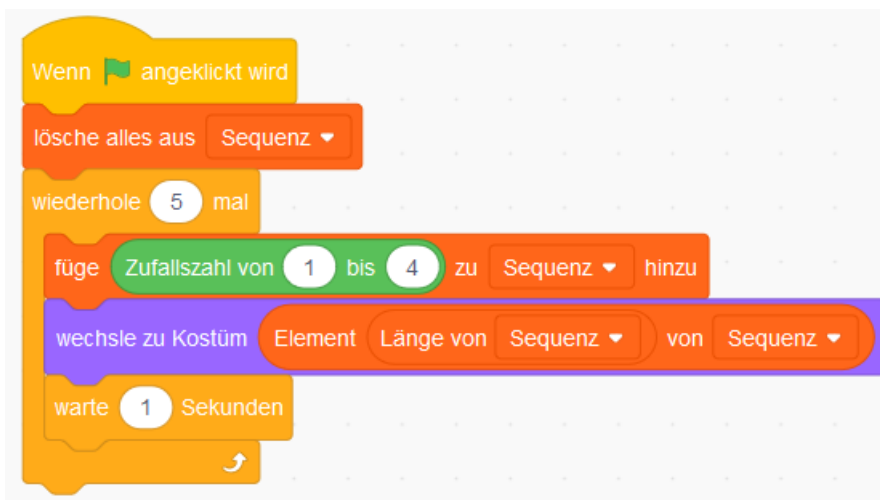 Wenn angeklickt wird
lösche alles aus Sequenz
wiederhole 5 mal
füge Zufallszahl von 1 bis 4 zu Sequenz hinzu
wechsle zu Kostüm Element Länge von Sequenz von Sequenz
warte 1 Sekunden